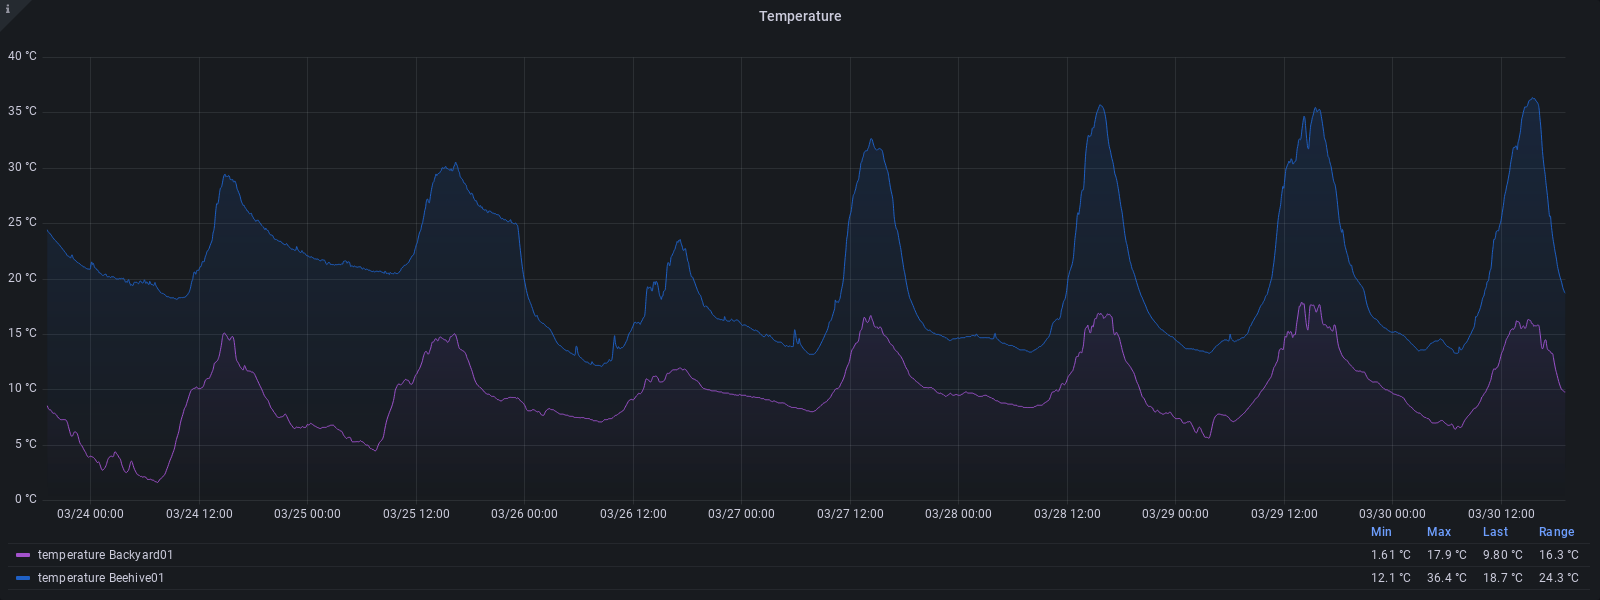 i
Temperature
40 °C
35 °C
30 °C
25 °C
20 °C
15 °C
10 °C
5 °C
0 °C
03/24 00:00 03/24 12:00 03/25 00:00 03/25 12:00 03/26 00:00 03/26 12:00 03/27 00:00 03/27 12:00 03/28 00:00 03/28 12:00 03/29 00:00 03/29 12:00 03/30 00:00 03/30 12:00
Min Max Last Range
temperature Backyard01 1.61 °C 17.9 °C 9.80 °C 16.3 °C
temperature Beehive01 12.1 °C 36.4 °C 18.7 °C 24.3 °C